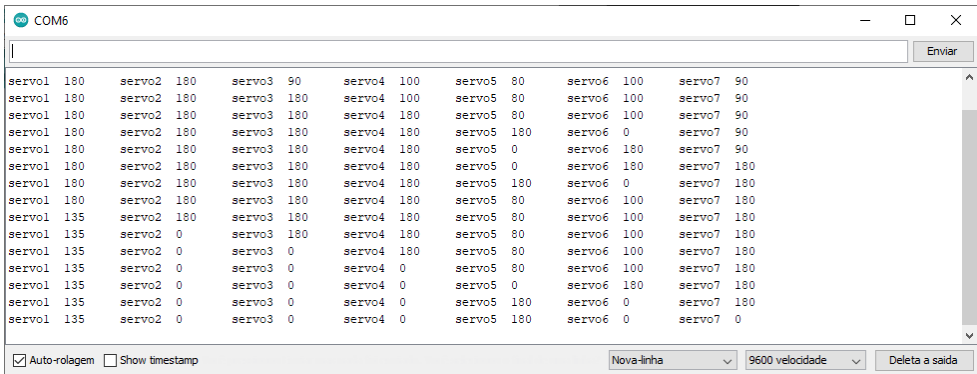 COM6
Enviar
servo1 180 servo2 180 servo3 90 servo4 100 servo5 80 servo6 100 servo7 90
servo1 180 servo2 180 servo3 180 servo4 100 servo5 80 servo6 100 servo7 90
servo1 180 servo2 180 servo3 180 servo4 180 servo5 80 servo6 100 servo7 90
servo1 180 servo2 180 servo3 180 servo4 180 servo5 180 servo6 0 servo7 90
servo1 180 servo2 180 servo3 180 servo4 180 servo5 0 servo6 180 servo7 90
servo1 180 servo2 180 servo3 180 servo4 180 servo5 0 servo6 180 servo7 180
servo1 180 servo2 180 servo3 180 servo4 180 servo5 180 servo6 0 servo7 180
servo1 180 servo2 180 servo3 180 servo4 180 servo5 80 servo6 100 servo7 180
servo1 135 servo2 180 servo3 180 servo4 180 servo5 80 servo6 100 servo7 180
servo1 135 servo2 0 servo3 180 servo4 180 servo5 80 servo6 100 servo7 180
servo1 135 servo2 0 servo3 0 servo4 180 servo5 80 servo6 100 servo7 180
servo1 135 servo2 0 servo3 0 servo4 0 servo5 80 servo6 100 servo7 180
servo1 135 servo2 0 servo3 0 servo4 0 servo5 0 servo6 180 servo7 180
servo1 135 servo2 0 servo3 0 servo4 0 servo5 180 servo6 0 servo7 180
servo1 135 servo2 0 servo3 0 servo4 0 servo5 180 servo6 0 servo7 0
Auto-rolagem Show timestamp Nova-linha 9600 velocidade Deleta a saida